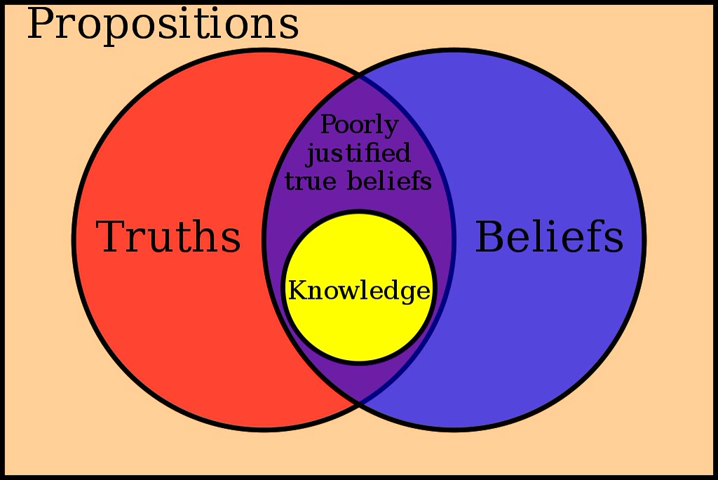 Propositions
Poorly
justified
true beliefs
Truths
Beliefs
Knowledge